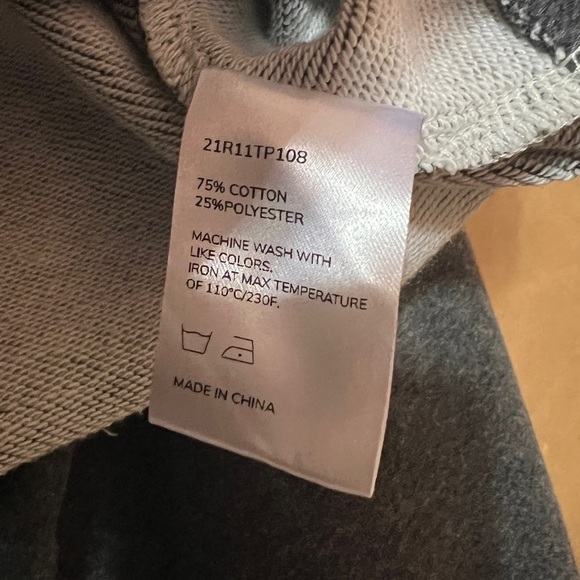 21R11TP108
75% COTTON
25%POLYESTER
MACHINE WASH WITH
LIKE COLORS.
IRON AT MAX TEMPERATURE
OF 110°C/230F.
MADE IN CHINA